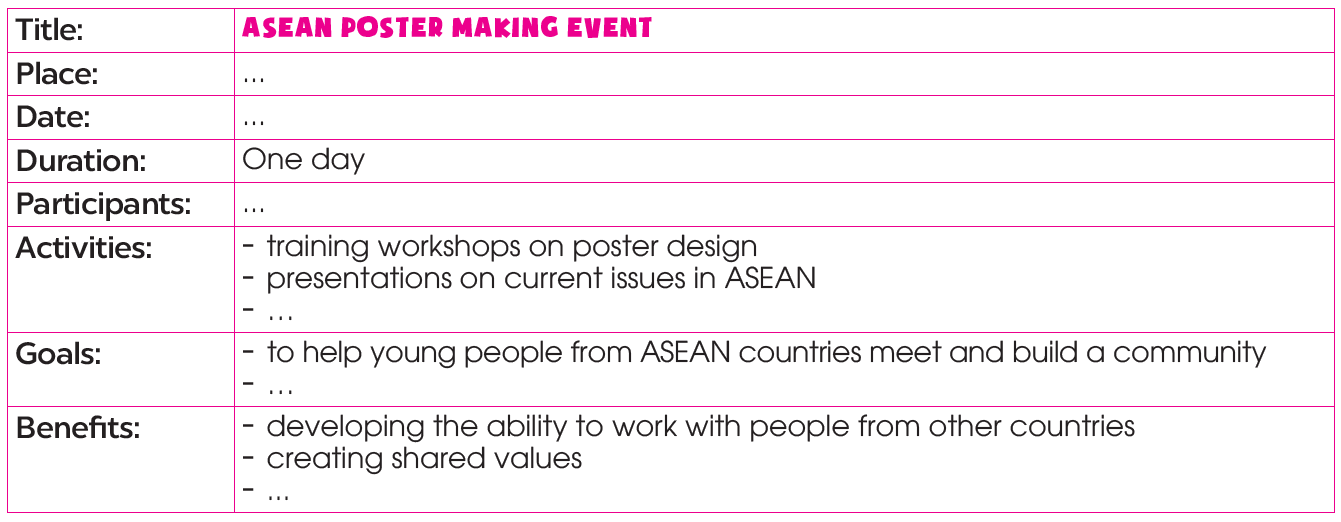 Title: ASEAN POSTER MAKING EVENT
Place: ...
Date: ...
Duration: One day
Participants: ...
Activities: - training workshops on poster design
- presentations on current issues in ASEAN
- ...
Goals: - to help young people from ASEAN countries meet and build a community
- ...
Benefits: - developing the ability to work with people from other countries
- creating shared values
- ...